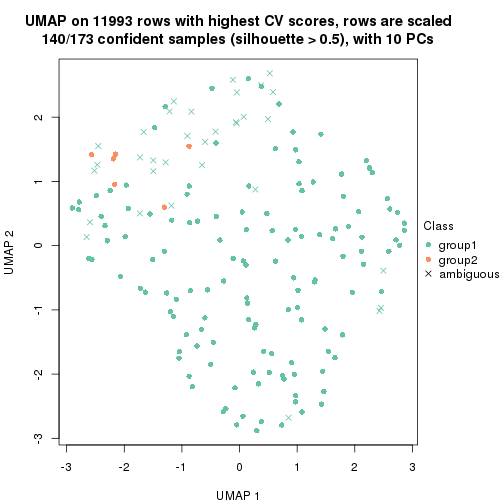 UMAP on 11993 rows with highest CV scores, rows are scaled
140/173 confident samples (silhouette > 0.5), with 10 PCs
UMAP 2
2
1
0
-1
-2
-3
-3
-2
-1
0
1
2
3
UMAP 1
Class
group1
group2
ambiguous